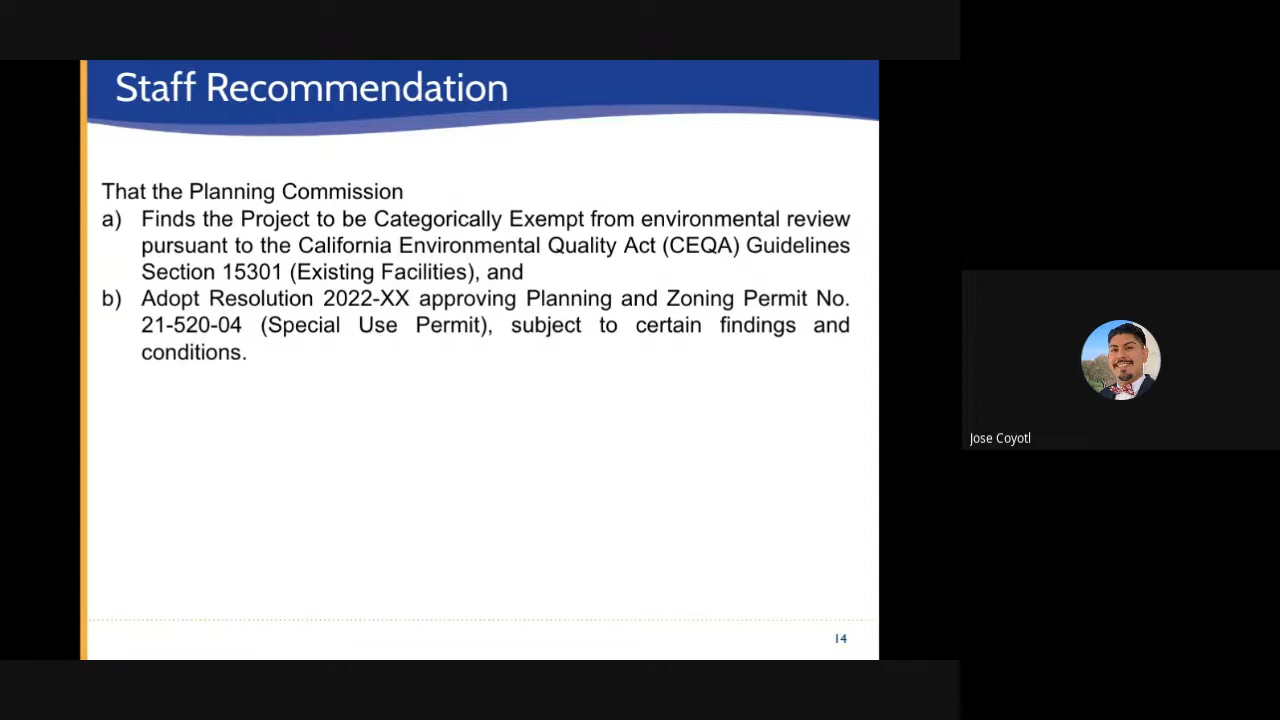 Staff Recommendation
That the Planning Commission
a) Finds the Project to be Categorically Exempt from environmental review
pursuant to the California Environmental Quality Act (CEQA) Guidelines
Section 15301 (Existing Facilities), and
b) Adopt Resolution 2022-XX approving Planning and Zoning Permit No.
21-520-04 (Special Use Permit), subject to certain findings and
conditions.
14
Jose Coyotl